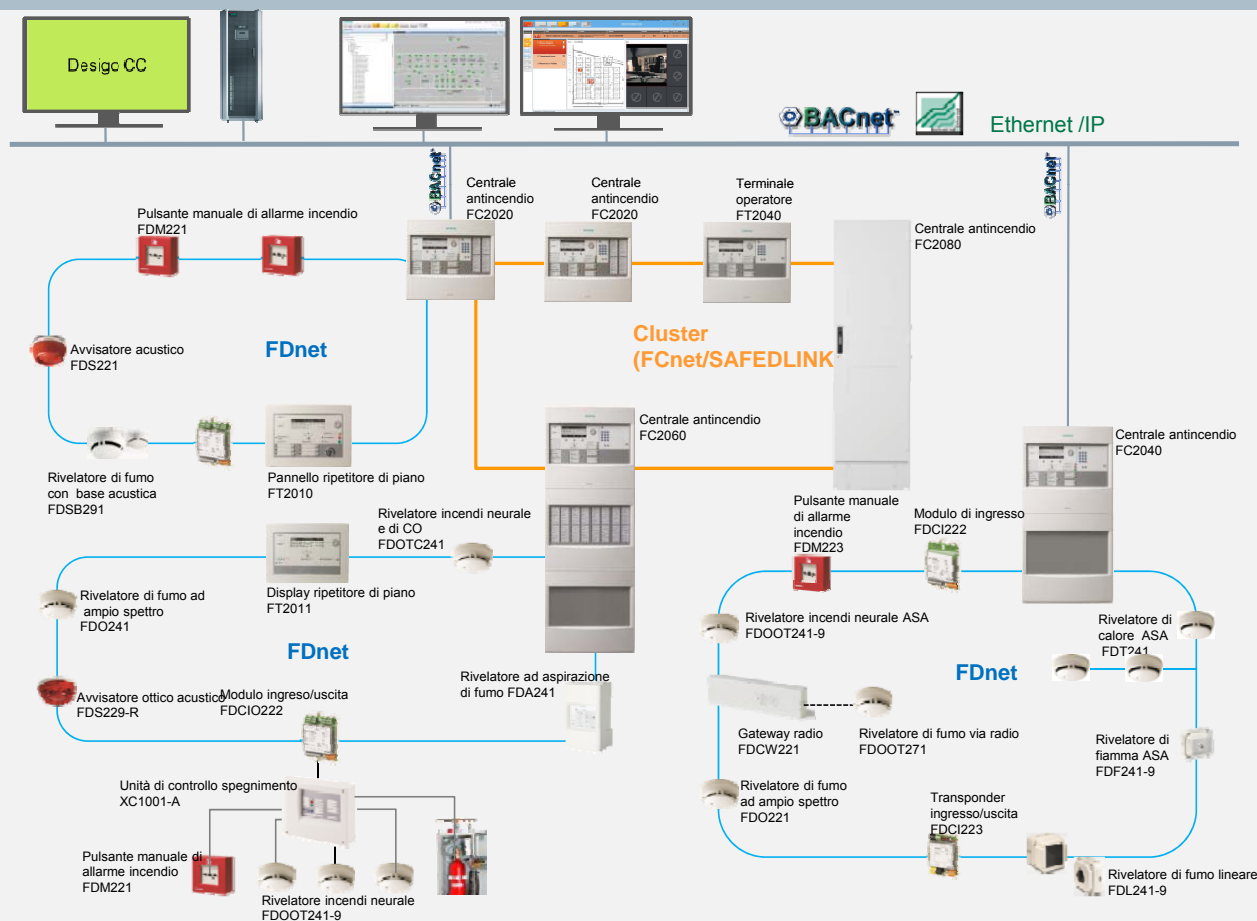 Desigo CC
BACnet™
Ethernet /IP
BACnet™
BACnet™
Centrale
antincendio
FC2020
Centrale
antincendio
FC2020
Terminale
operatore
FT2040
Centrale antincendio
FC2080
Pulsante manuale di allarme incendio
FDM221
Avvisatore acustico
FDS221
FDnet
Cluster
(FCnet/SAFEDLINK
Rivelatore di fumo
con base acustica
FDSB291
Pannello ripetitore di piano
FT2010
Centrale antincendio
FC2060
Centrale antincendio
FC2040
Rivelatore incendi neurale
e di CO
FDOTC241
Pulsante manuale
di allarme
incendio
FDM223
Modulo di ingresso
FDCI222
Display ripetitore di piano
FT2011
Rivelatore di fumo ad
ampio spettro
FDO241
FDnet
Rivelatore incendi neurale ASA
FDOOT241-9
Rivelatore di
calore ASA
FDT241
FDnet
Avvisatore ottico acustico
FDS229-R
Modulo ingresso/uscita
FDCIO222
Rivelatore ad aspirazione
di fumo FDA241
Gateway radio
FDCW221
Rivelatore di fumo via radio
FDOOT271
Rivelatore di
fiamma ASA
FDF241-9
Unità di controllo spegnimento
XC1001-A
Rivelatore di fumo
ad ampio spettro
FDO221
Transponder
ingresso/uscita
FDCI223
Pulsante manuale di
allarme incendio
FDM221
Rivelatore incendi neurale
FDOOT241-9
Rivelatore di fumo lineare
FDL241-9